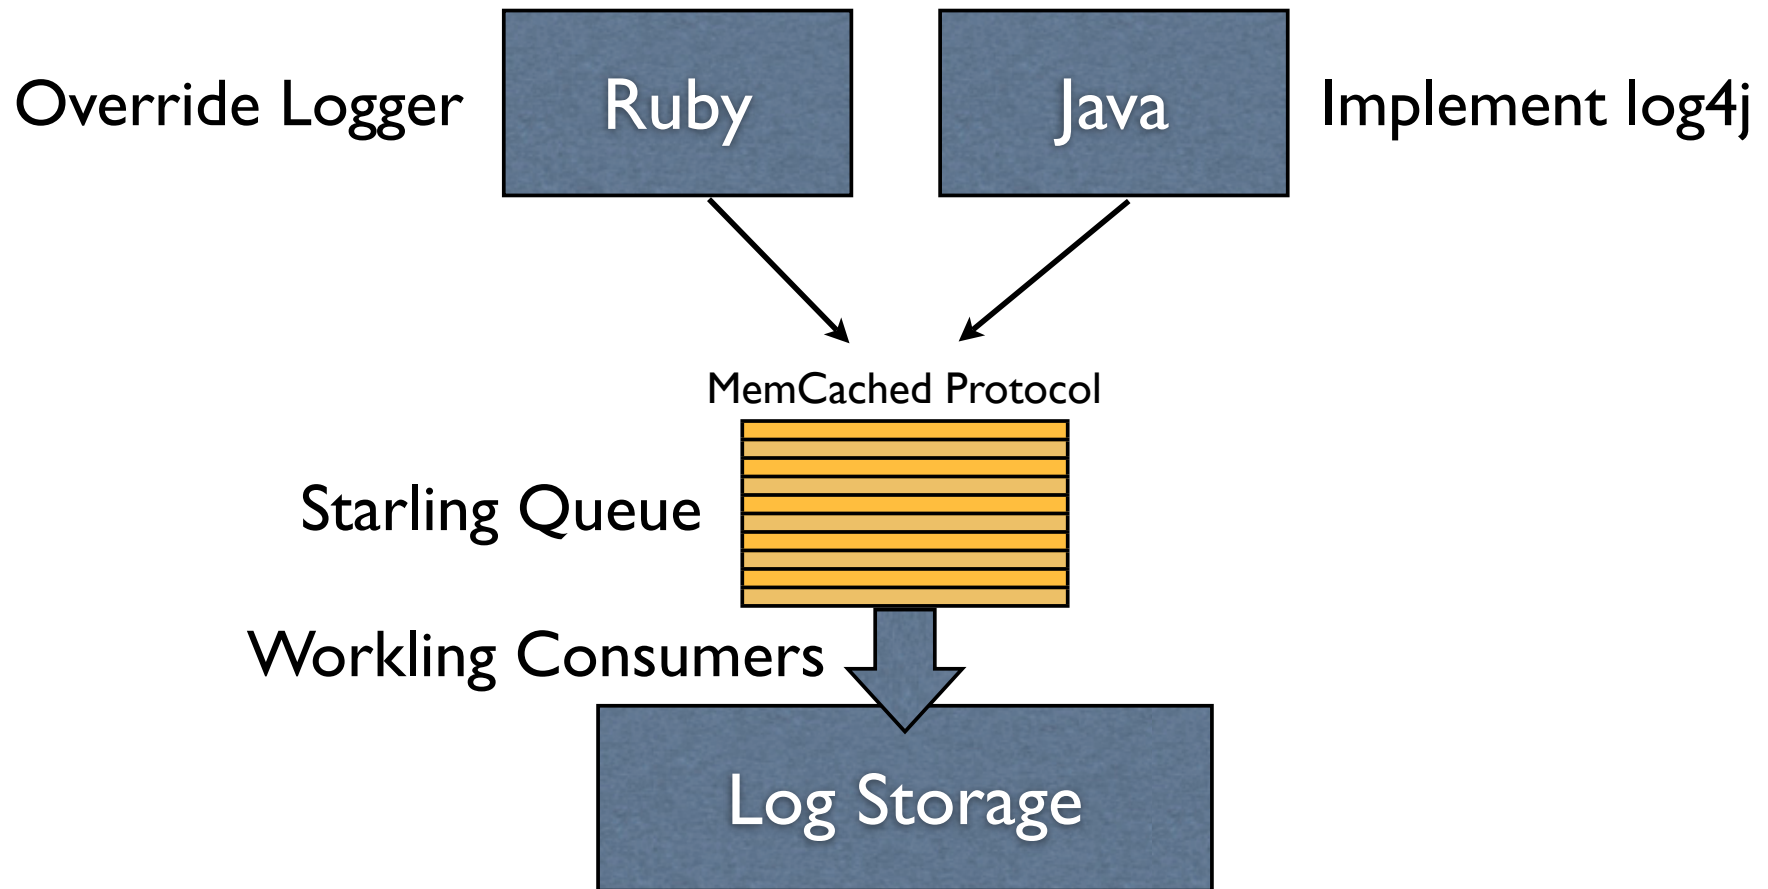 Override Logger
Ruby
Java
Implement log4j
MemCached Protocol
Starling Queue
Workling Consumers
Log Storage